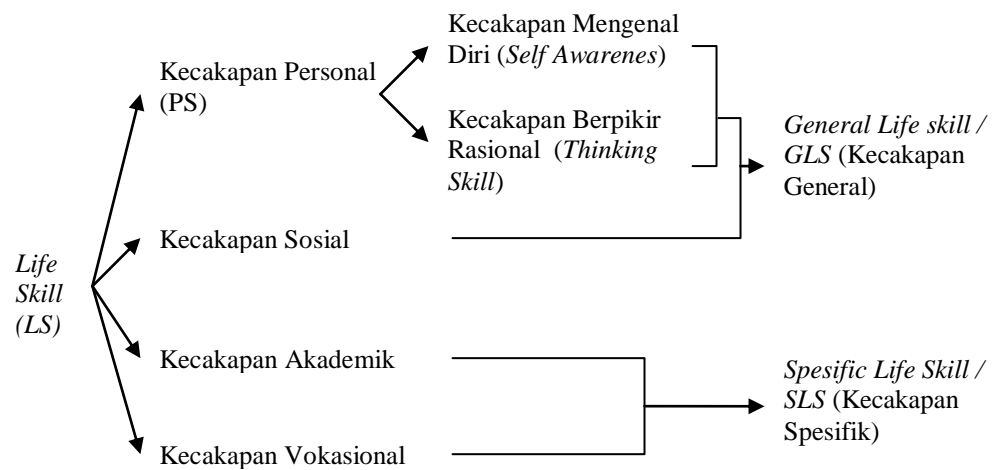 Life
Skill
(LS)
Kecakapan Personal
(PS)
Kecakapan Sosial
Kecakapan Akademik
Kecakapan Vokasional
Kecakapan Mengenal
Diri (Self Awarenes)
Kecakapan Berpikir
Rasional (Thinking
Skill)
General Life skill /
GLS (Kecakapan
General)
Spesific Life Skill /
SLS (Kecakapan
Spesifik)